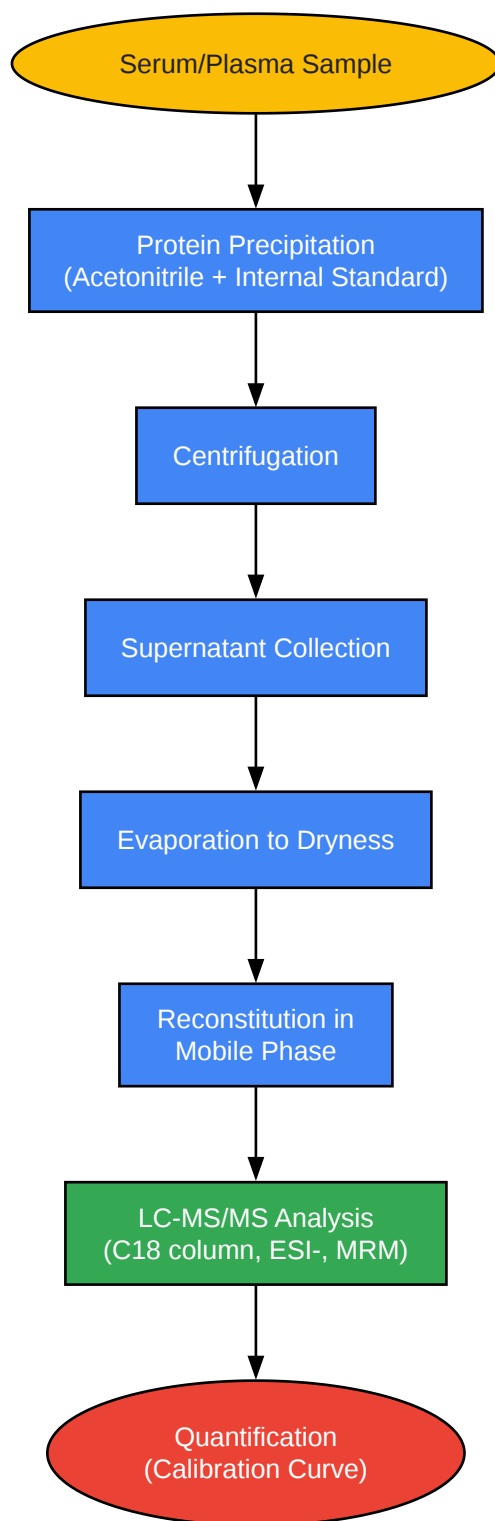 Serum/Plasma Sample
Protein Precipitation
(Acetonitrile + Internal Standard)
Centrifugation
Supernatant Collection
Evaporation to Dryness
Reconstitution in
Mobile Phase
LC-MS/MS Analysis
(C18 column, ESI-, MRM)
Quantification
(Calibration Curve)